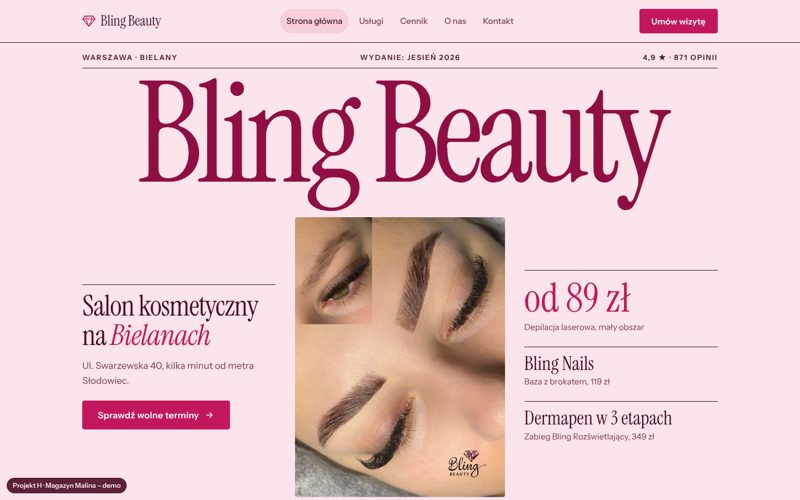 Bling Beauty
Strona główna
Usługi
Cennik
O nas
Kontakt
Umów wizytę
WARSZAWA · BIELANY
WYDANIE: JESIEŃ 2026
4,9 ★ · 871 OPINII
Bling Beauty
Salon kosmetyczny
na Bielanach
Ul. Swarzewska 40, kilka minut od metra
Słodowiec.
Sprawdź wolne terminy →
Bling
BEAUTY
od 89 zł
Depilacja laserowa, mały obszar
Bling Nails
Baza z brokatem, 119 zł
Dermapen w 3 etapach
Zabieg Bling Rozświetlający, 349 zł
Projekt H · Magazyn Malina – demo